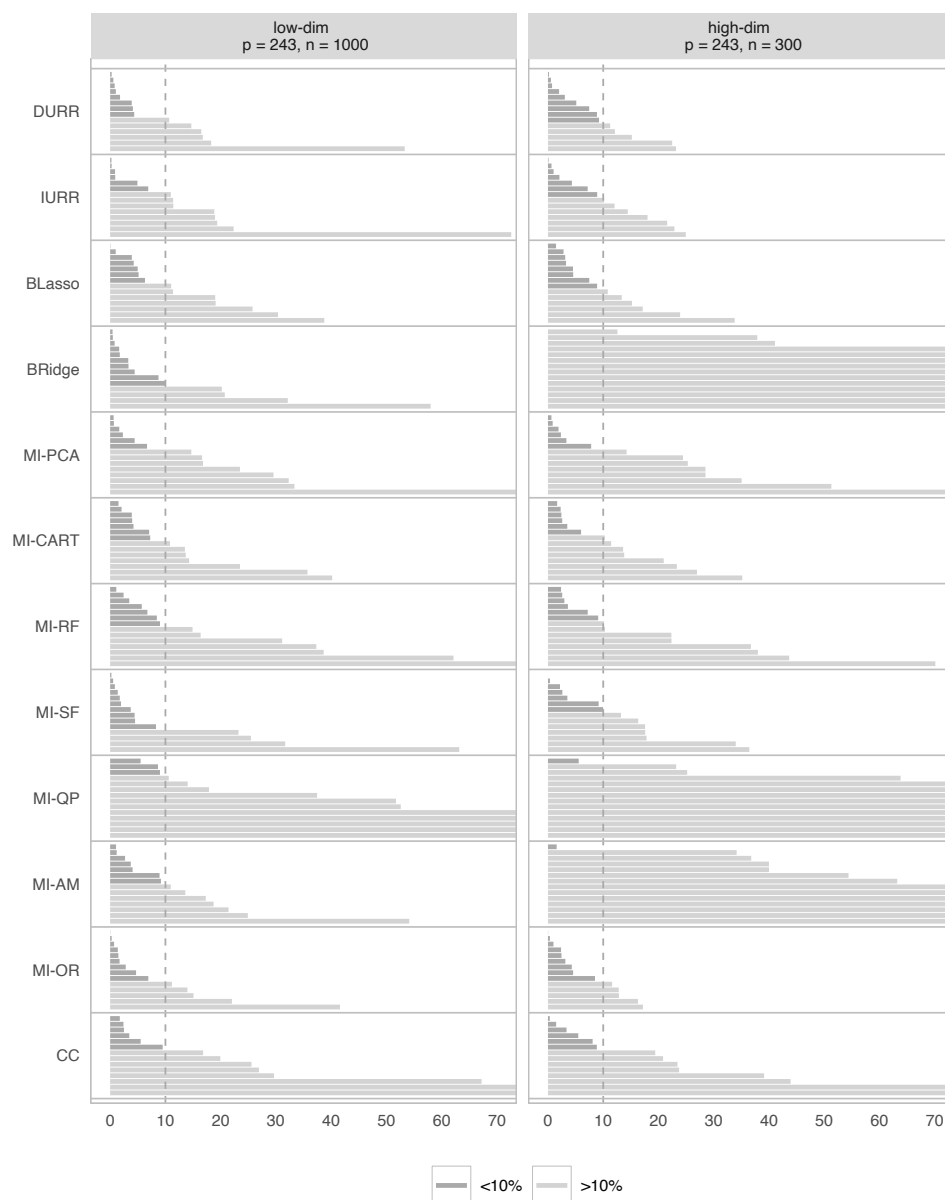 low-dim
p = 243, n = 1000
high-dim
p = 243, n = 300
DURR
IURR
BLasso
BRidge
MI-PCA
MI-CART
MI-RF
MI-SF
MI-QP
MI-AM
MI-OR
CC
0 10 20 30 40 50 60 70
0 10 20 30 40 50 60 70
<10% >10%